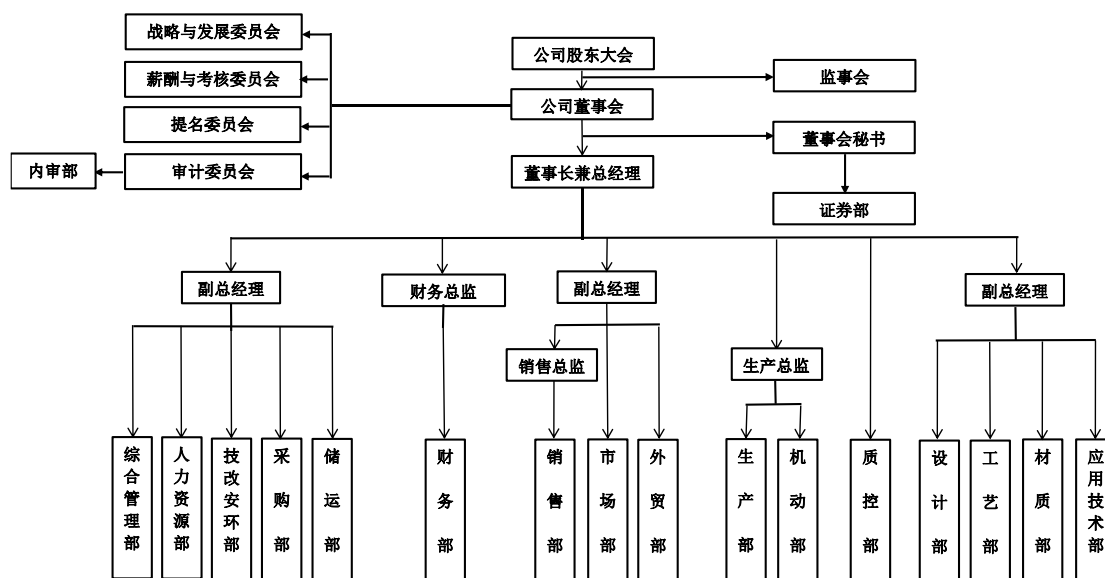 战略与发展委员会
公司股东大会
薪酬与考核委员会
监事会
公司董事会
提名委员会
董事会秘书
内审部
审计委员会
董事长兼总经理
证券部
副总经理
财务总监
副总经理
副总经理
销售总监
生产总监
综合管理部
人力资源部
技改安环部
采购部
储运部
财务部
销售部
市场部
外贸部
生产部
机动部
质控部
设计部
工艺部
材质部
应用技术部